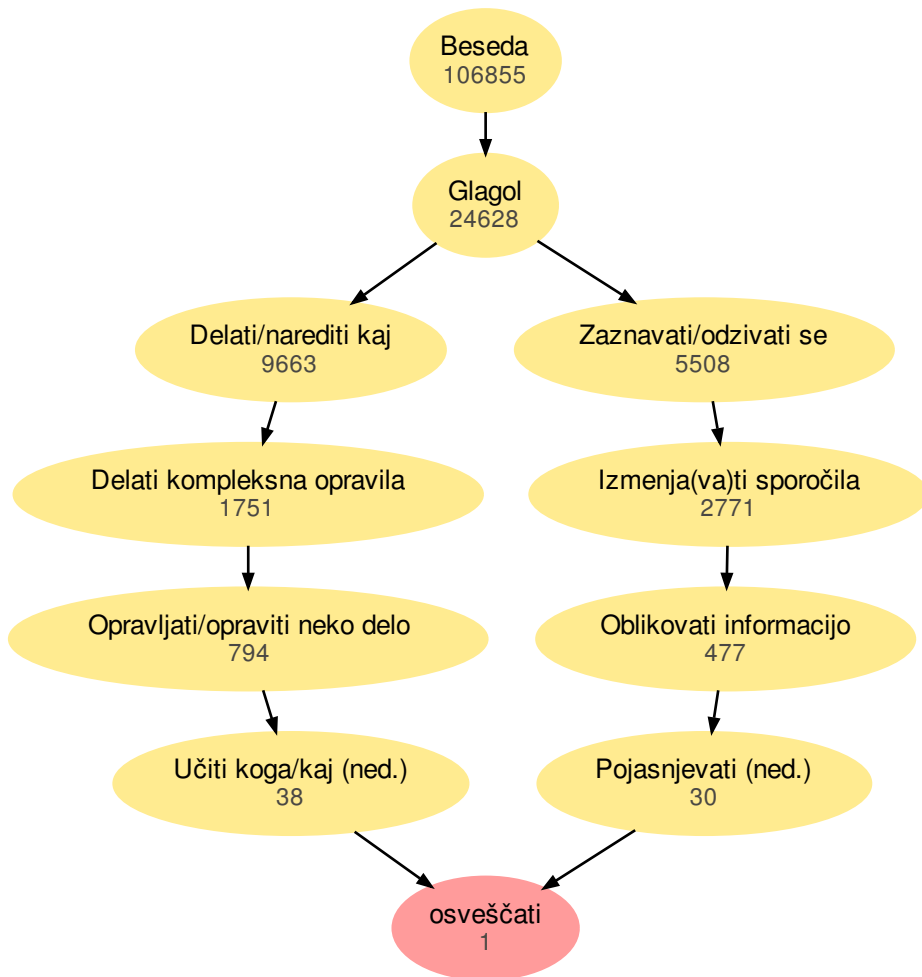 Beseda
106855
Glagol
24628
Delati/narediti kaj
9663
Zaznavati/odzivati se
5508
Delati kompleksna opravila
1751
Izmenja(va)ti sporočila
2771
Opravljati/opraviti neko delo
794
Oblikovati informacijo
477
Učiti koga/kaj (ned.)
38
Pojasnjevati (ned.)
30
osveščati
1